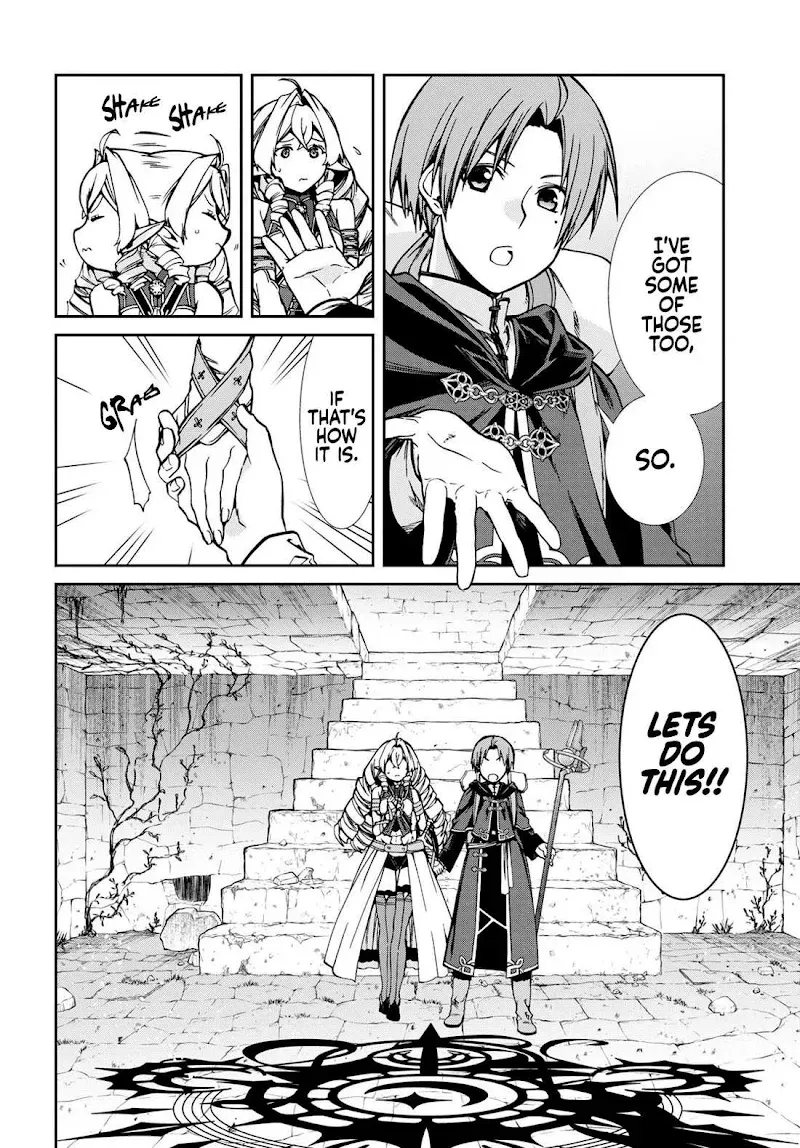 I'VE
GOT
SOME
OF
THOSE
TOO,
SO.
SHAKE
SHAKE
IF
THAT'S
HOW
IT IS.
GRAB
LETS
DO
THIS!!